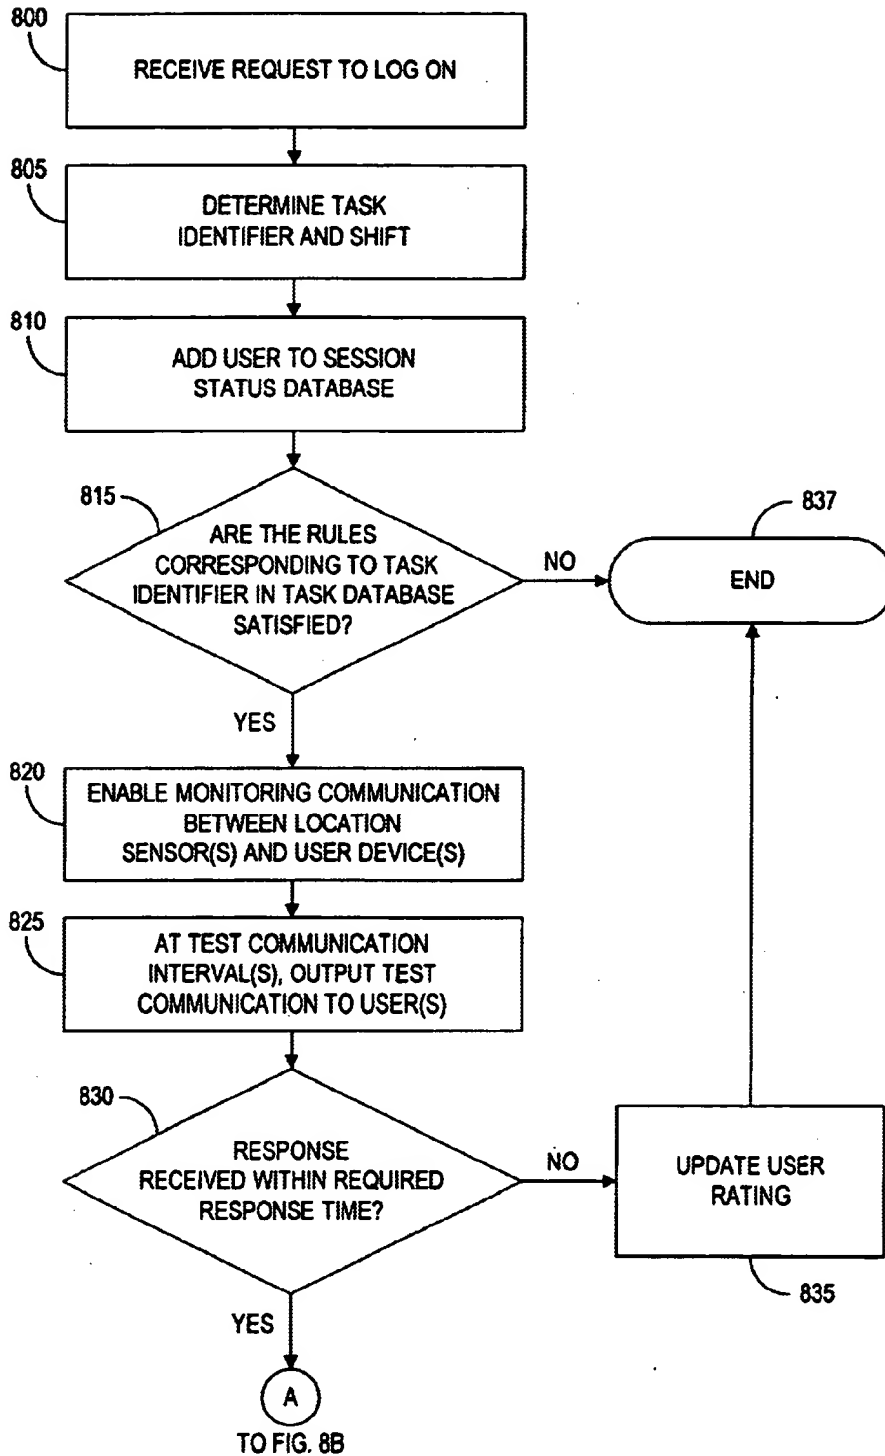 800
RECEIVE REQUEST TO LOG ON
805
DETERMINE TASK
IDENTIFIER AND SHIFT
810
ADD USER TO SESSION
STATUS DATABASE
815
ARE THE RULES
CORRESPONDING TO TASK
IDENTIFIER IN TASK DATABASE
SATISFIED?
NO
837
END
YES
820
ENABLE MONITORING COMMUNICATION
BETWEEN LOCATION
SENSOR(S) AND USER DEVICE(S)
825
AT TEST COMMUNICATION
INTERVAL(S), OUTPUT TEST
COMMUNICATION TO USER(S)
830
RESPONSE
RECEIVED WITHIN REQUIRED
RESPONSE TIME?
NO
UPDATE USER
RATING
835
YES
A
TO FIG. 8B